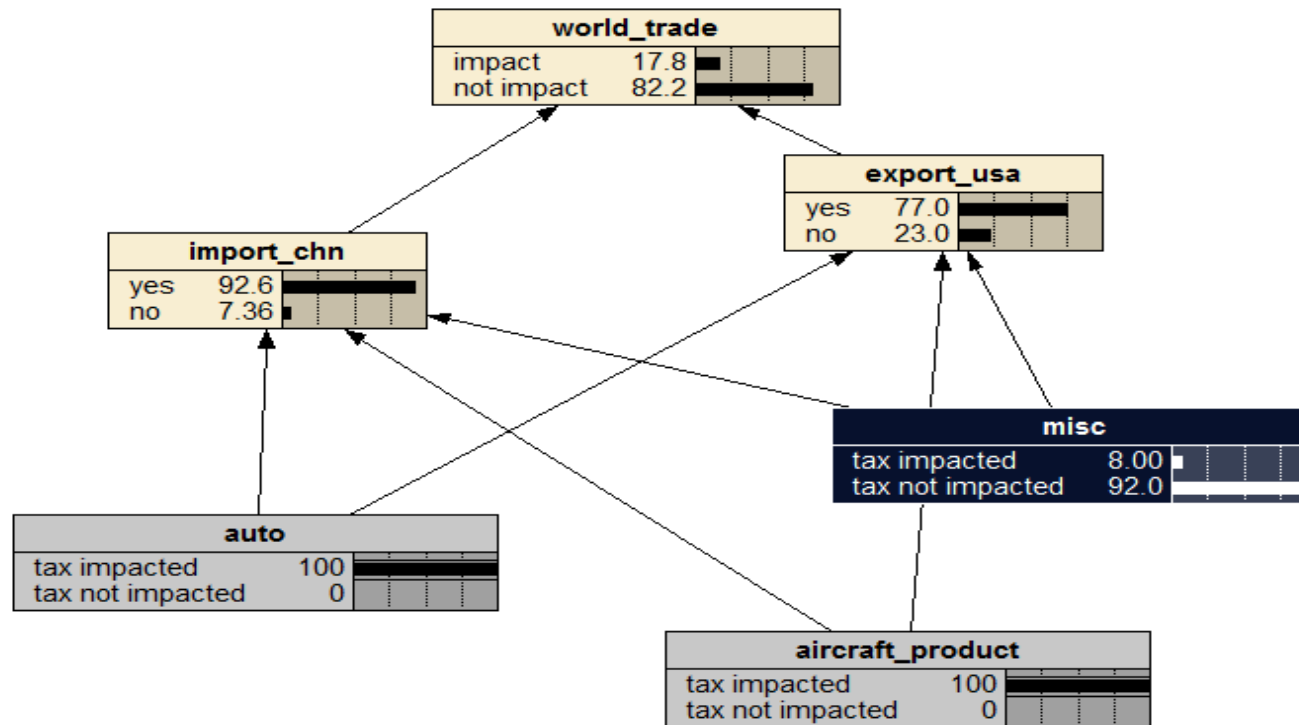 world_trade
impact 17.8
not impact 82.2
export_usa
yes 77.0
no 23.0
import_chn
yes 92.6
no 7.36
misc
tax impacted 8.00
tax not impacted 92.0
auto
tax impacted 100
tax not impacted 0
aircraft_product
tax impacted 100
tax not impacted 0